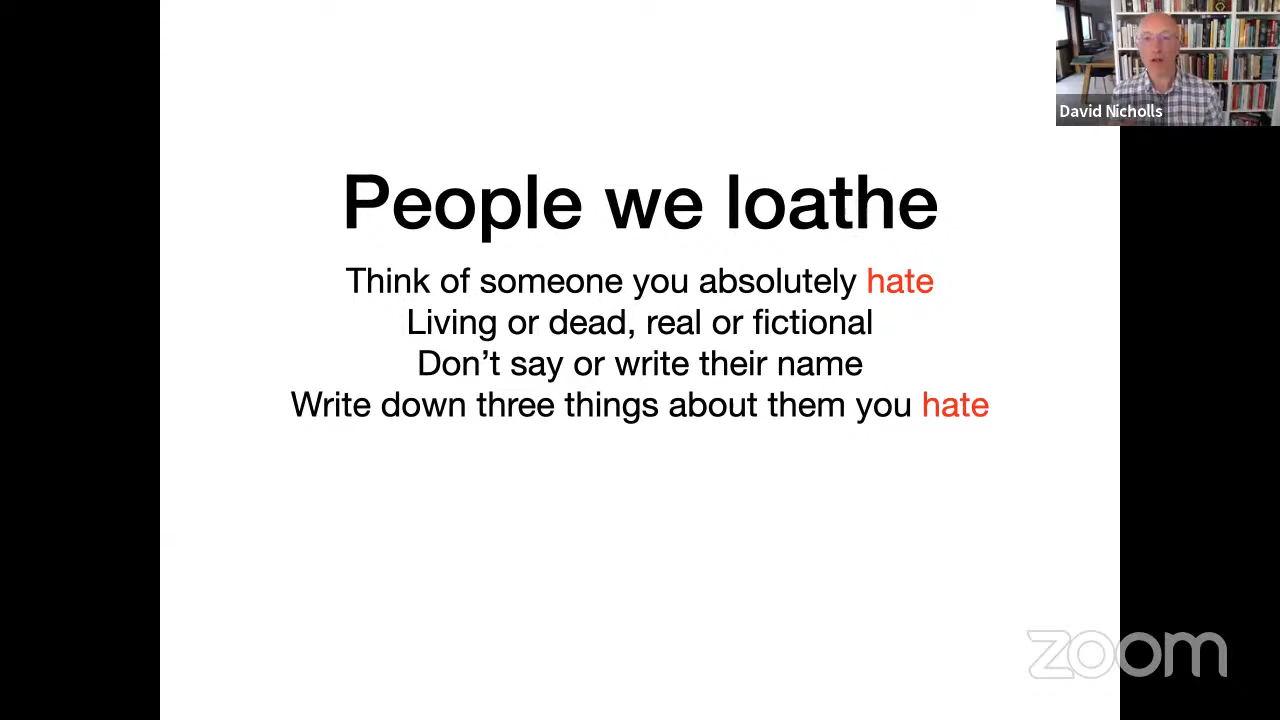 David Nicholls
People we loathe
Think of someone you absolutely hate
Living or dead, real or fictional
Don’t say or write their name
Write down three things about them you hate
zoom